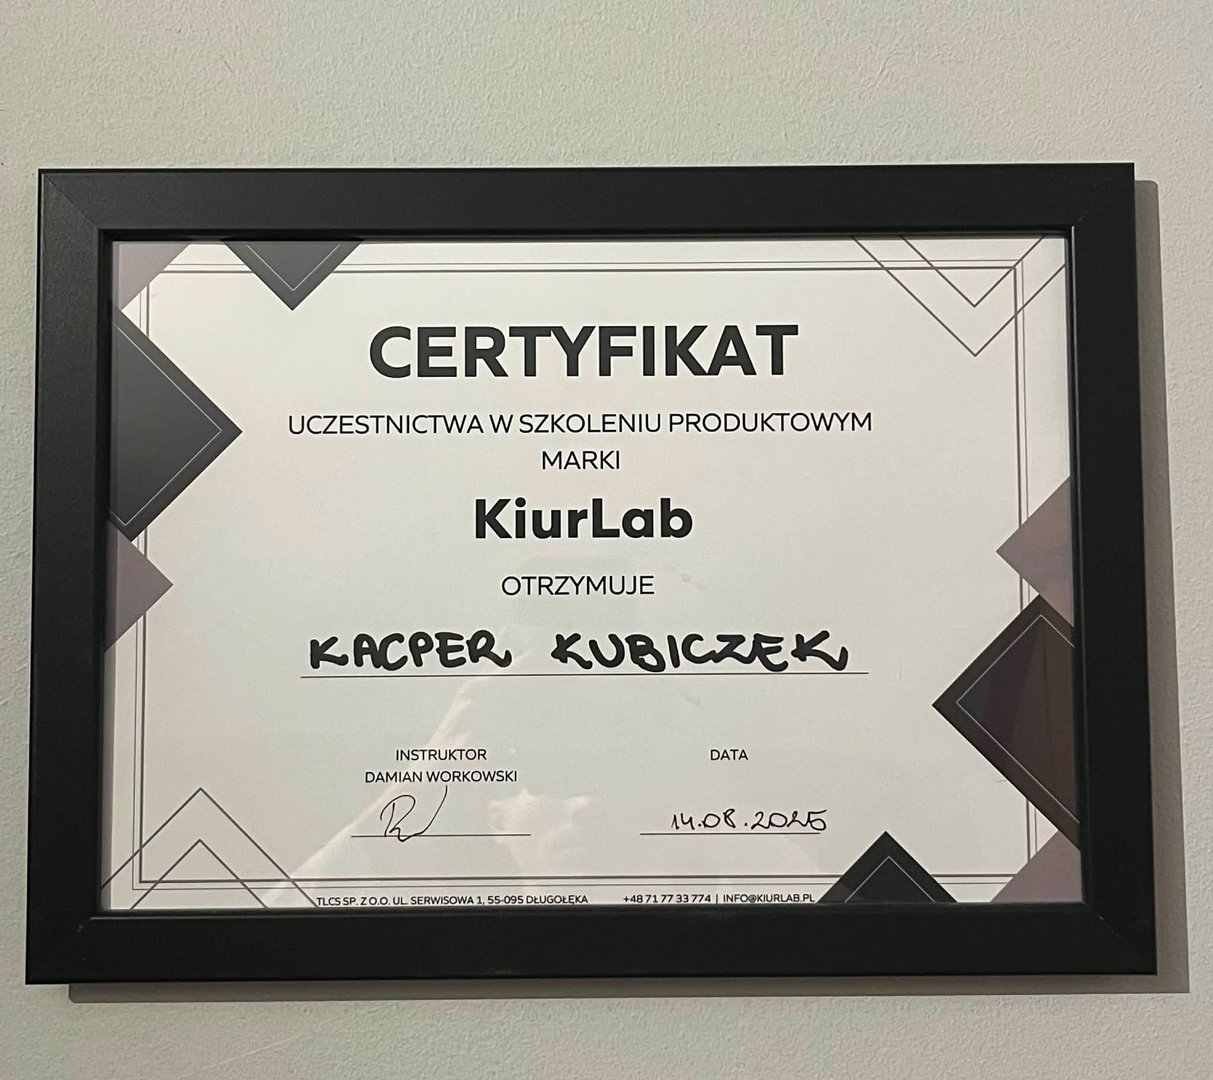 CERTYFIKAT
UCZESTNICTWA W SZKOLENIU PRODUKTOWYM
MARKI
KiurLab
OTRZYMUJE
KACPER KUBICZEK
INSTRUKTOR
DAMIAN WORKOWSKI
DATA
14.08.2025
TLCS SP. Z O.O. UL. SERWISOWA 1, 55-095 DŁUGOŁĘKA +48 71 77 33 774 | INFO@KIURLAB.PL